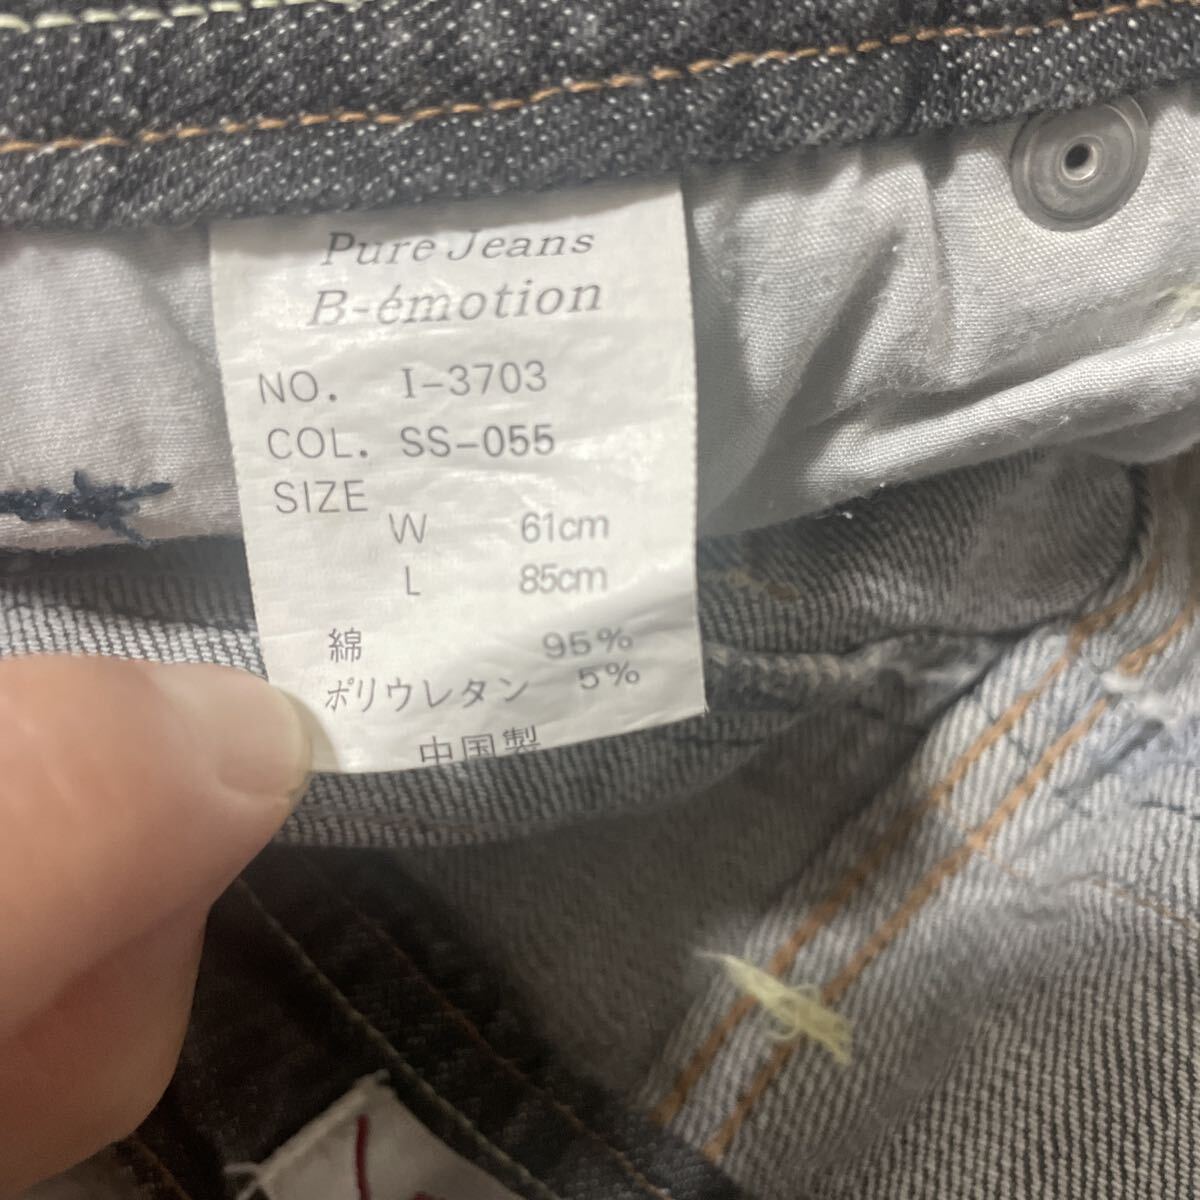 Pure Jeans
B-émotion
NO. I-3703
COL. SS-055
SIZE
W 61cm
L 85cm
綿 95%
ポリウレタン 5%
中国製